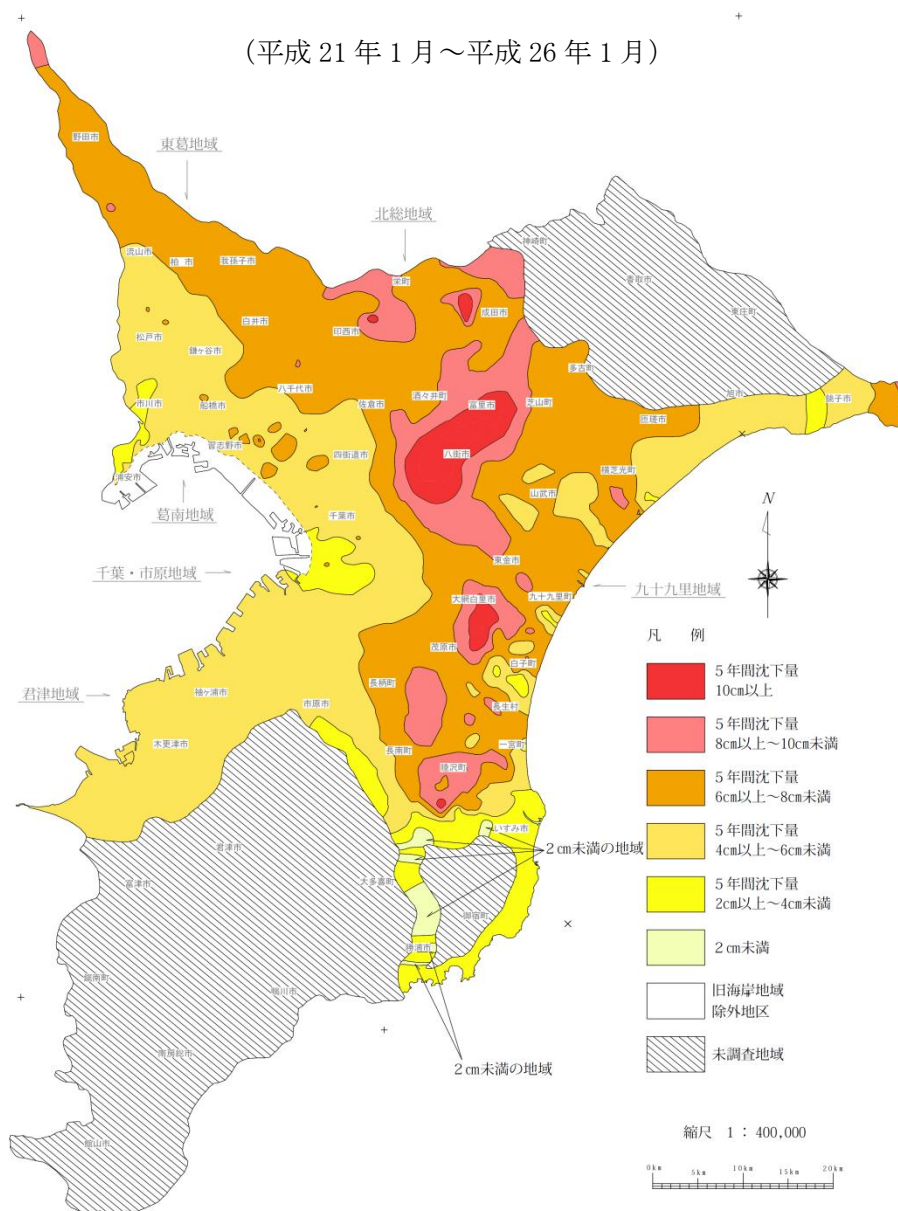 (平成 21 年 1 月～平成 26 年 1 月)
野田市
東葛地域
北総地域
神崎町
流山市
柏 市
我孫子市
栄町
香取市
東庄町
成田市
白井市
印西市
松戸市
鎌ヶ谷市
多古町
八千代市
酒々井町
富里市
芝山町
旭市
銚子市
市川市
船橋市
佐倉市
匝瑳市
習志野市
四街道市
八街市
横芝光町
浦安市
山武市
葛南地域
千葉市
東金市
千葉・市原地域
大網白里市
九十九里町
九十九里地域
N
凡 例
茂原市
白子町
５年間沈下量
10㎝以上
君津地域
袖ヶ浦市
長柄町
市原市
長生村
５年間沈下量
8㎝以上～10㎝未満
木更津市
長南町
一宮町
睦沢町
５年間沈下量
6㎝以上～8㎝未満
いすみ市
５年間沈下量
4㎝以上～6㎝未満
君津市
２㎝未満の地域
富津市
大多喜町
５年間沈下量
2㎝以上～4㎝未満
御宿町
勝浦市
２㎝未満
鋸南町
鴨川市
旧海岸地域
除外地区
南房総市
２㎝未満の地域
未調査地域
館山市
縮尺 １：400,000
0km
5km
10km
15km
20km